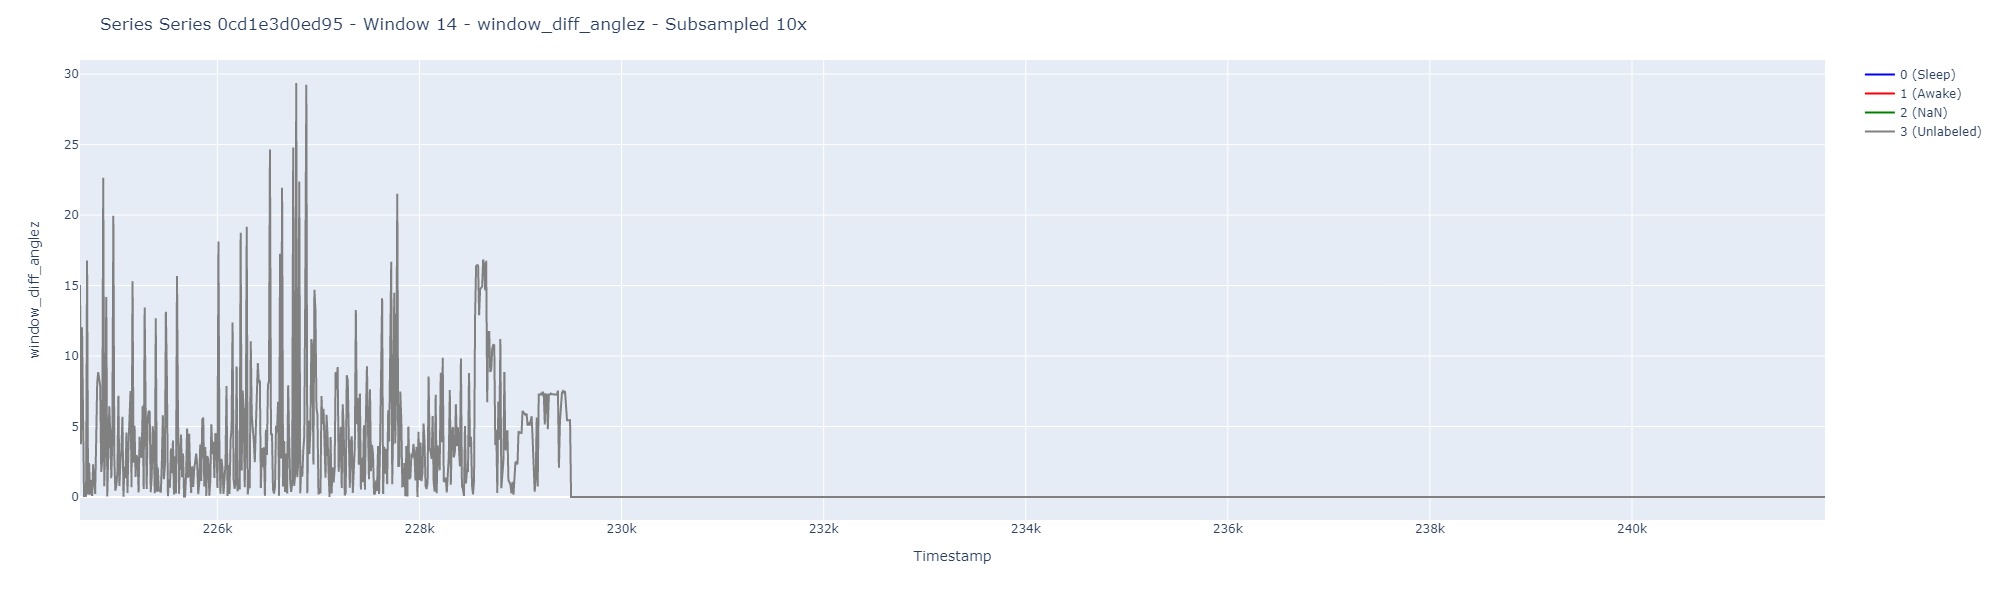 Series Series 0cd1e3d0ed95 - Window 14 - window_diff_anglez - Subsampled 10x
0 (Sleep)
1 (Awake)
2 (NaN)
3 (Unlabeled)
window_diff_anglez
30
25
20
15
10
5
0
226k
228k
230k
232k
234k
236k
238k
240k
Timestamp